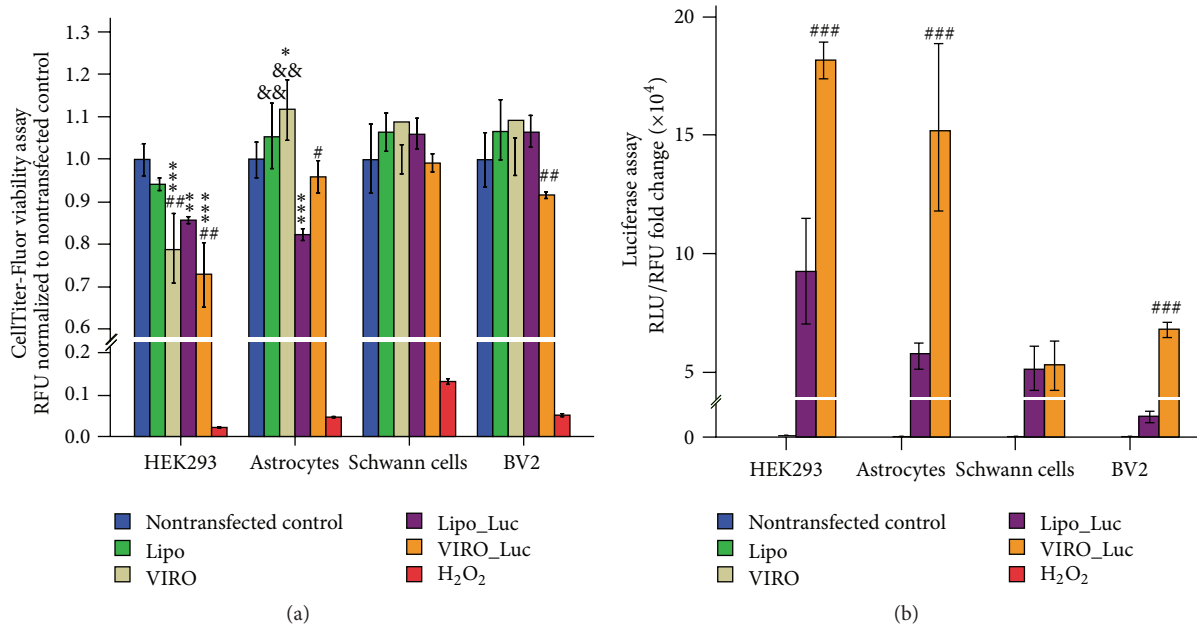 CellTiter-Fluor viability assay
RFU normalized to nontransfected control
1.3
1.2
1.1
1.0
0.9
0.8
0.7
0.6
0.2
0.1
0.0
***
##
**
***
##
&&
*
&&
***
#
##
HEK293
Astrocytes
Schwann cells
BV2
Nontransfected control
Lipo
VIRO
Lipo_Luc
VIRO_Luc
H₂O₂
(a)
Luciferase assay
RLU/RFU fold change (×10⁴)
20
15
10
5
0
###
###
###
HEK293
Astrocytes
Schwann cells
BV2
Nontransfected control
Lipo
VIRO
Lipo_Luc
VIRO_Luc
H₂O₂
(b)